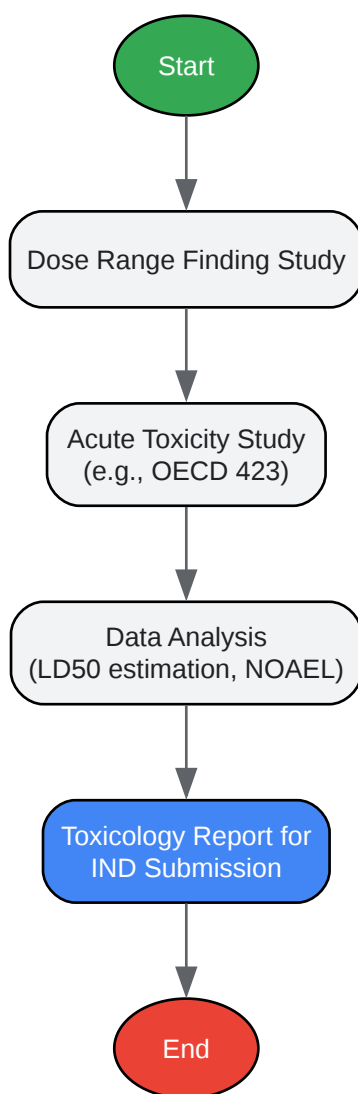 Start
Dose Range Finding Study
Acute Toxicity Study
(e.g., OECD 423)
Data Analysis
(LD50 estimation, NOAEL)
Toxicology Report for
IND Submission
End